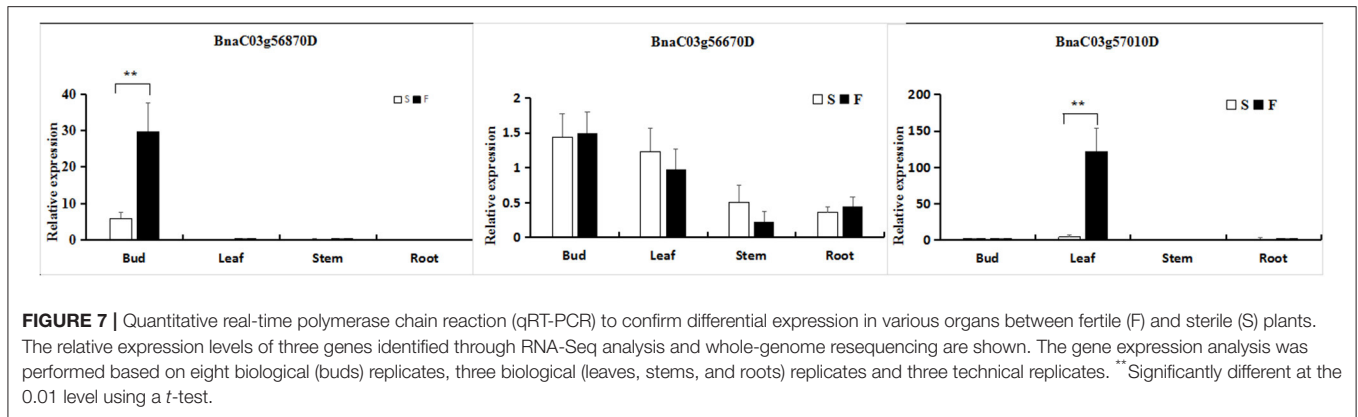 BnaC03g56870D
**
S F
Relative expression
40
30
20
10
0
Bud Leaf Stem Root
BnaC03g56670D
S F
Relative expression
2
1.5
1
0.5
0
Bud Leaf Stem Root
BnaC03g57010D
**
S F
Relative expression
200
150
100
50
0
Bud Leaf Stem Root
FIGURE 7 | Quantitative real-time polymerase chain reaction (qRT-PCR) to confirm differential expression in various organs between fertile (F) and sterile (S) plants.
The relative expression levels of three genes identified through RNA-Seq analysis and whole-genome resequencing are shown. The gene expression analysis was
performed based on eight biological (buds) replicates, three biological (leaves, stems, and roots) replicates and three technical replicates. **Significantly different at the
0.01 level using a t-test.